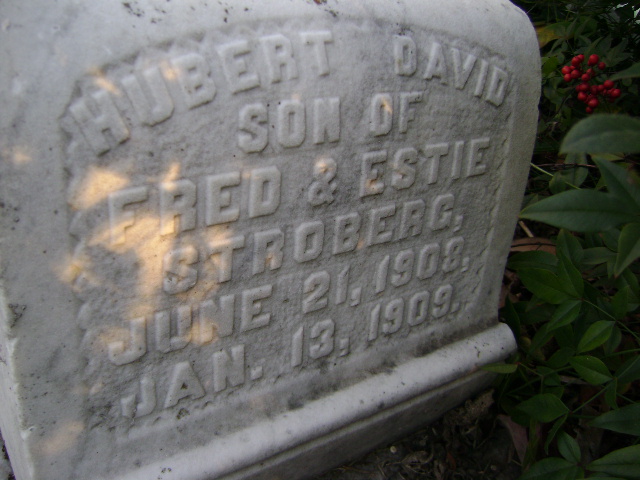 HUBERT DAVID
SON OF
FRED & ESTIE
STROBERG,
JUNE 21, 1908.
JAN. 13, 1909.